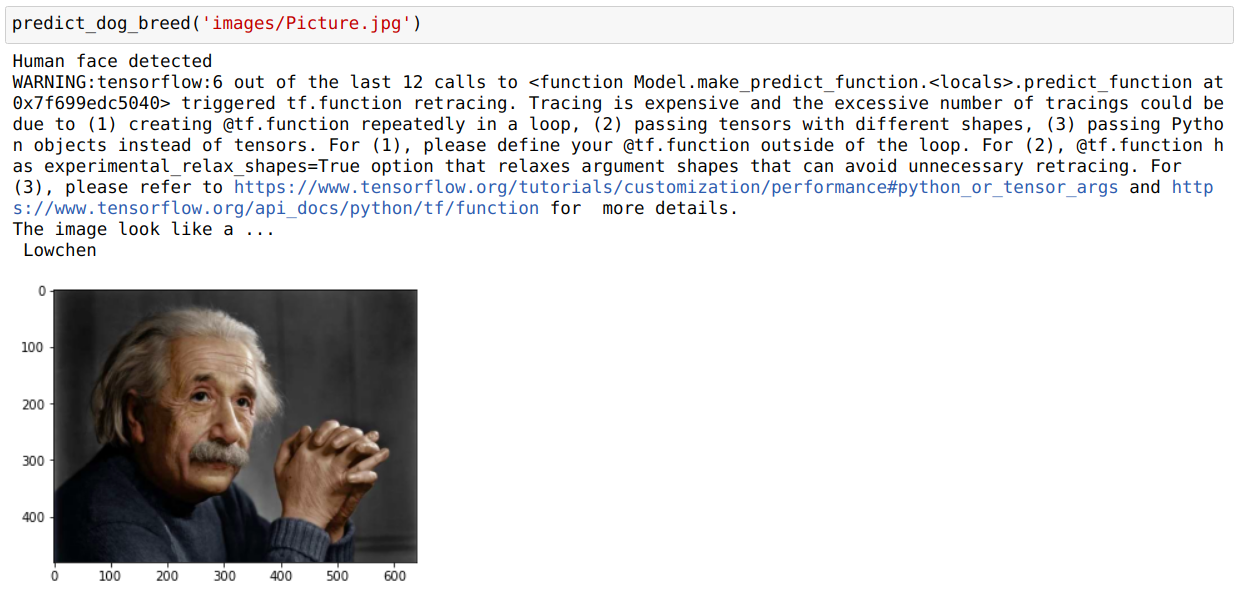 predict_dog_breed('images/Picture.jpg')
Human face detected
WARNING:tensorflow:6 out of the last 12 calls to <function Model.make_predict_function.<locals>.predict_function at
0x7f699edc5040> triggered tf.function retracing. Tracing is expensive and the excessive number of tracings could be
due to (1) creating @tf.function repeatedly in a loop, (2) passing tensors with different shapes, (3) passing Pytho
n objects instead of tensors. For (1), please define your @tf.function outside of the loop. For (2), @tf.function h
as experimental_relax_shapes=True option that relaxes argument shapes that can avoid unnecessary retracing. For
(3), please refer to https://www.tensorflow.org/tutorials/customization/performance#python_or_tensor_args and http
s://www.tensorflow.org/api_docs/python/tf/function for  more details.
The image look like a ...
 Lowchen
0
100
200
300
400
0 100 200 300 400 500 600